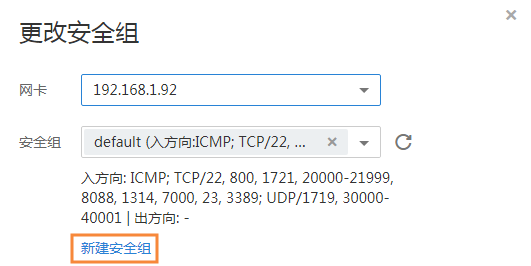 更改安全组
网卡 192.168.1.92
安全组 default (入方向:ICMP; TCP/22, ...
入方向: ICMP; TCP/22, 800, 1721, 20000-21999,
8088, 1314, 7000, 23, 3389; UDP/1719, 30000-
40001 | 出方向: -
新建安全组